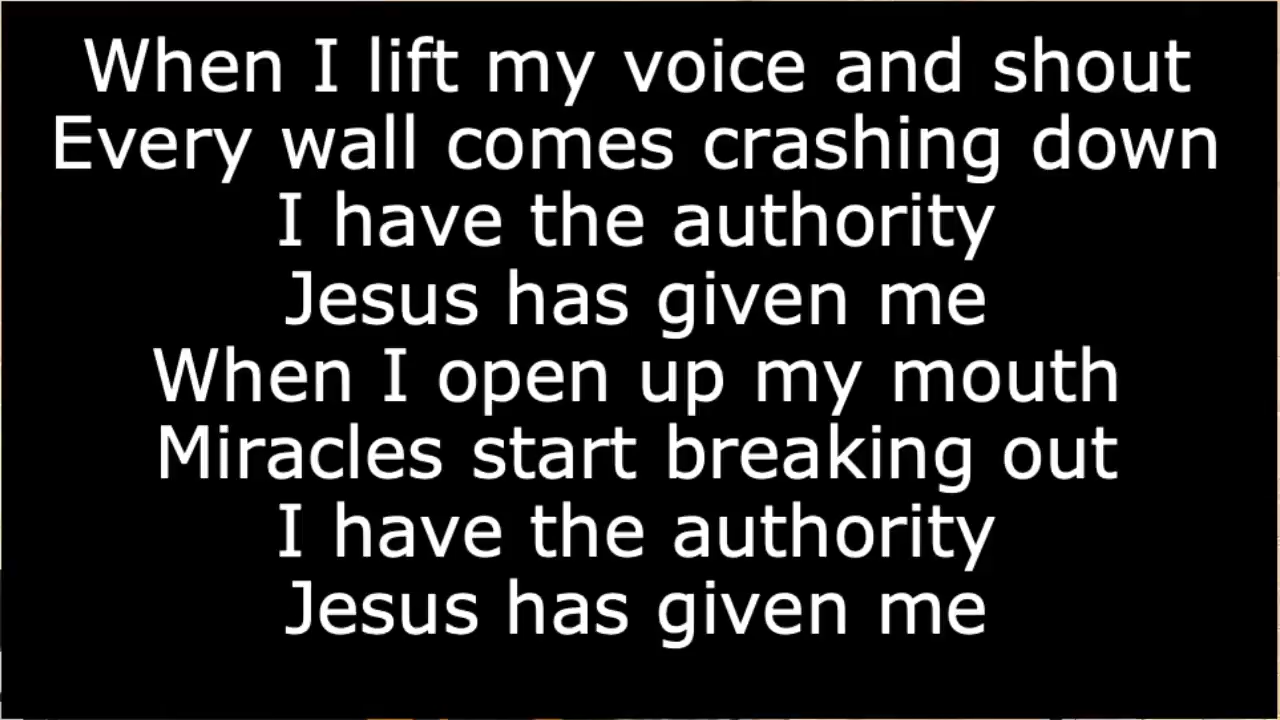 When I lift my voice and shout
Every wall comes crashing down
I have the authority
Jesus has given me
When I open up my mouth
Miracles start breaking out
I have the authority
Jesus has given me